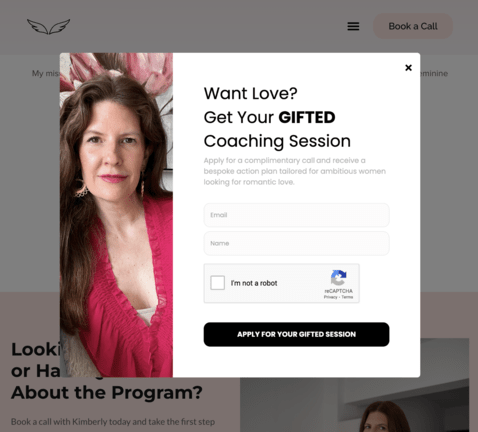 Book a Call
My mis
eminine
Want Love?
Get Your GIFTED
Coaching Session
Apply for a complimentary call and receive a
bespoke action plan tailored for ambitious women
looking for romantic love.
Email
Name
I'm not a robot
reCAPTCHA
Privacy - Terms
APPLY FOR YOUR GIFTED SESSION
Looki
or Ha
About the Program?
Book a call with Kimberly today and take the first step